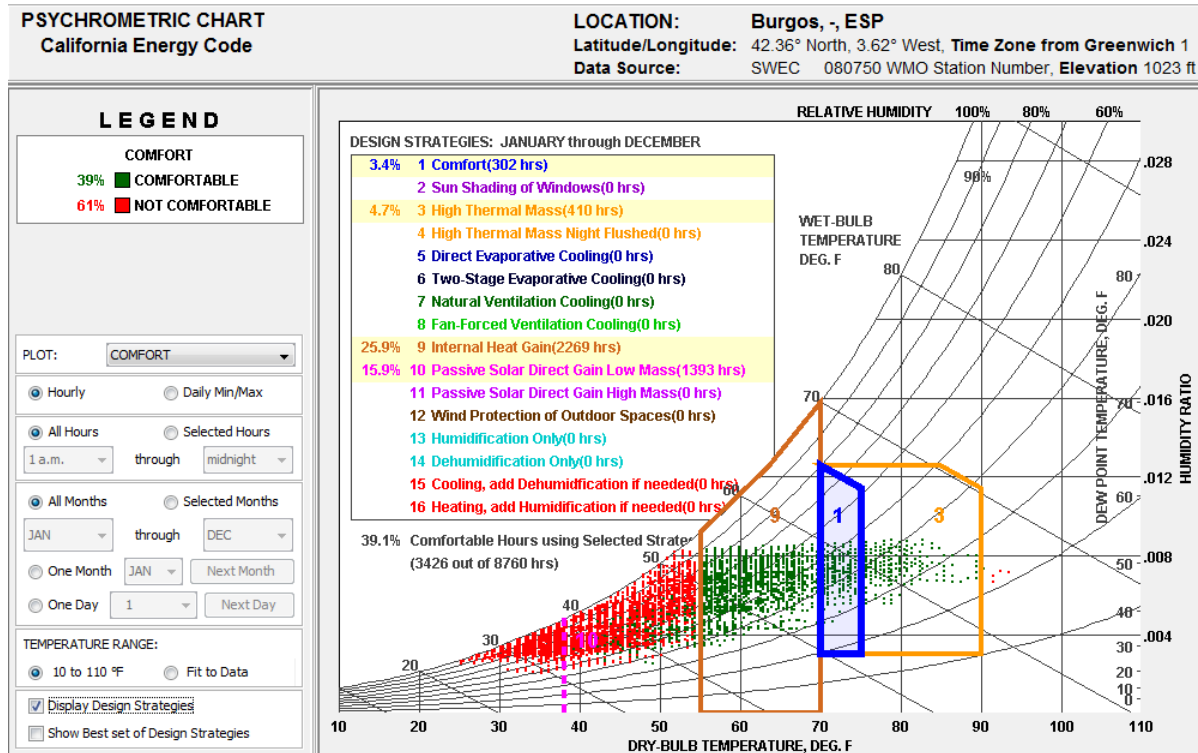 PSYCHROMETRIC CHART
California Energy Code
LOCATION: Burgos, -, ESP
Latitude/Longitude: 42.36° North, 3.62° West, Time Zone from Greenwich 1
Data Source: SWEC 080750 WMO Station Number, Elevation 1023 ft
LEGEND
COMFORT
39% COMFORTABLE
61% NOT COMFORTABLE
PLOT: COMFORT
Hourly Daily Min/Max
All Hours Selected Hours
1 a.m. through midnight
All Months Selected Months
JAN through DEC
One Month JAN Next Month
One Day 1 Next Day
TEMPERATURE RANGE:
10 to 110 °F Fit to Data
Display Design Strategies
Show Best set of Design Strategies
RELATIVE HUMIDITY 100% 80% 60%
DESIGN STRATEGIES: JANUARY through DECEMBER
3.4% 1 Comfort(302 hrs)
2 Sun Shading of Windows(0 hrs)
4.7% 3 High Thermal Mass(410 hrs)
4 High Thermal Mass Night Flushed(0 hrs)
5 Direct Evaporative Cooling(0 hrs)
6 Two-Stage Evaporative Cooling(0 hrs)
7 Natural Ventilation Cooling(0 hrs)
8 Fan-Forced Ventilation Cooling(0 hrs)
25.9% 9 Internal Heat Gain(2269 hrs)
15.9% 10 Passive Solar Direct Gain Low Mass(1393 hrs)
11 Passive Solar Direct Gain High Mass(0 hrs)
12 Wind Protection of Outdoor Spaces(0 hrs)
13 Humidification Only(0 hrs)
14 Dehumidification Only(0 hrs)
15 Cooling, add Dehumidification if needed(0 hrs)
16 Heating, add Humidification if needed(0 hrs)
39.1% Comfortable Hours using Selected Strate
(3426 out of 8760 hrs)
90%
WET-BULB
TEMPERATURE
DEG. F
80
70
60
50
40
30
20
9
1
3
10
DEW POINT TEMPERATURE, DEG. F
80
70
60
50
40
30
20
10
0
.028
.024
.020
.016
.012
.008
.004
HUMIDITY RATIO
10 20 30 40 50 60 70 80 90 100 110
DRY-BULB TEMPERATURE, DEG. F